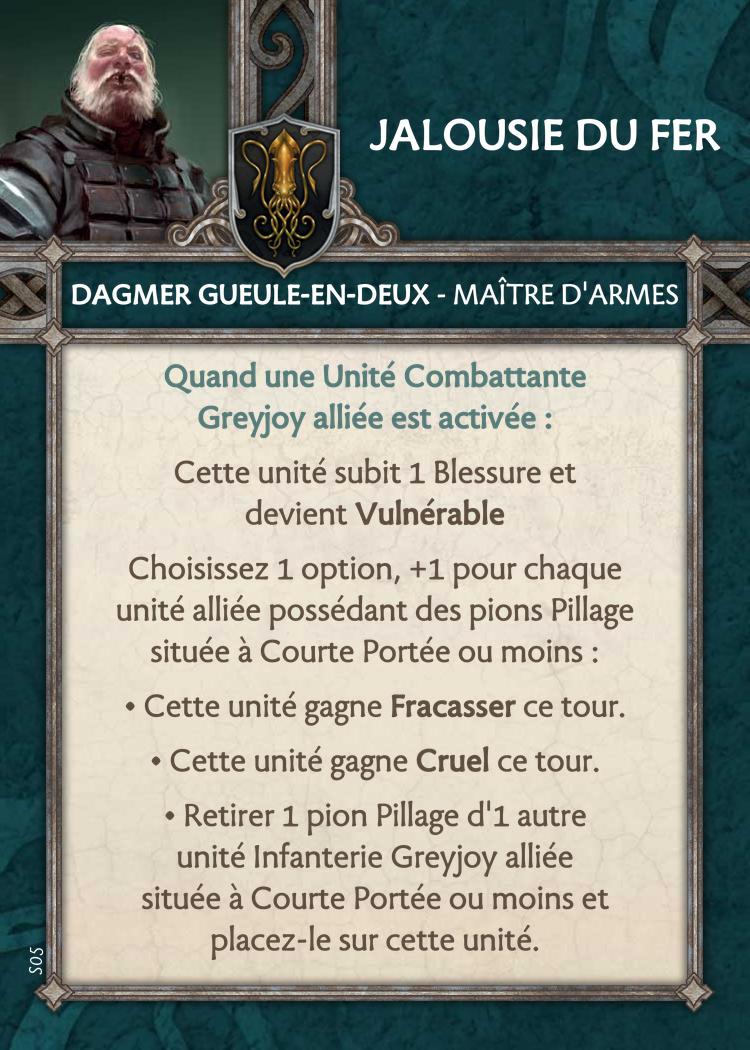 JALOUSIE DU FER
DAGMER GUEULE-EN-DEUX - MAÎTRE D'ARMES
Quand une Unité Combattante
Greyjoy alliée est activée :
Cette unité subit 1 Blessure et
devient Vulnérable
Choisissez 1 option, +1 pour chaque
unité alliée possédant des pions Pillage
située à Courte Portée ou moins :
• Cette unité gagne Fracasser ce tour.
• Cette unité gagne Cruel ce tour.
• Retirer 1 pion Pillage d'1 autre
unité Infanterie Greyjoy alliée
située à Courte Portée ou moins et
placez-le sur cette unité.
S05